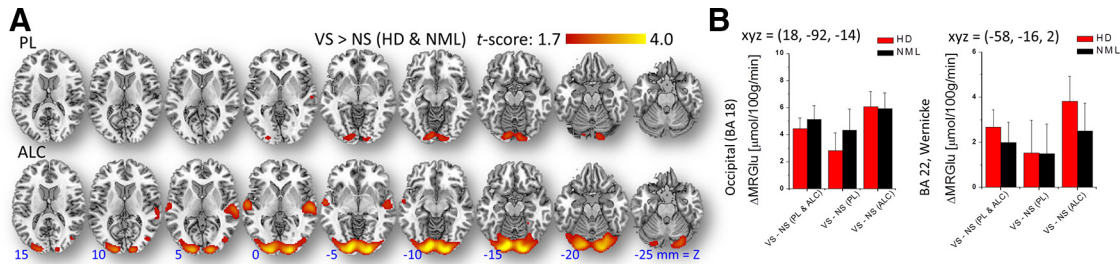 A
PL
VS > NS (HD & NML) t-score: 1.7 4.0
ALC
15 10 5 0 -5 -10 -15 -20 -25 mm = Z
B
xyz = (18, -92, -14)
HD
NML
Occipital (BA 18)
ΔMRGlu [µmol/100g/min]
10
8
6
4
2
0
VS - NS (PL & ALC)
VS - NS (PL)
VS - NS (ALC)
xyz = (-58, -16, 2)
HD
NML
BA 22, Wernicke
ΔMRGlu [µmol/100g/min]
6
4
2
0
VS - NS (PL & ALC)
VS - NS (PL)
VS - NS (ALC)